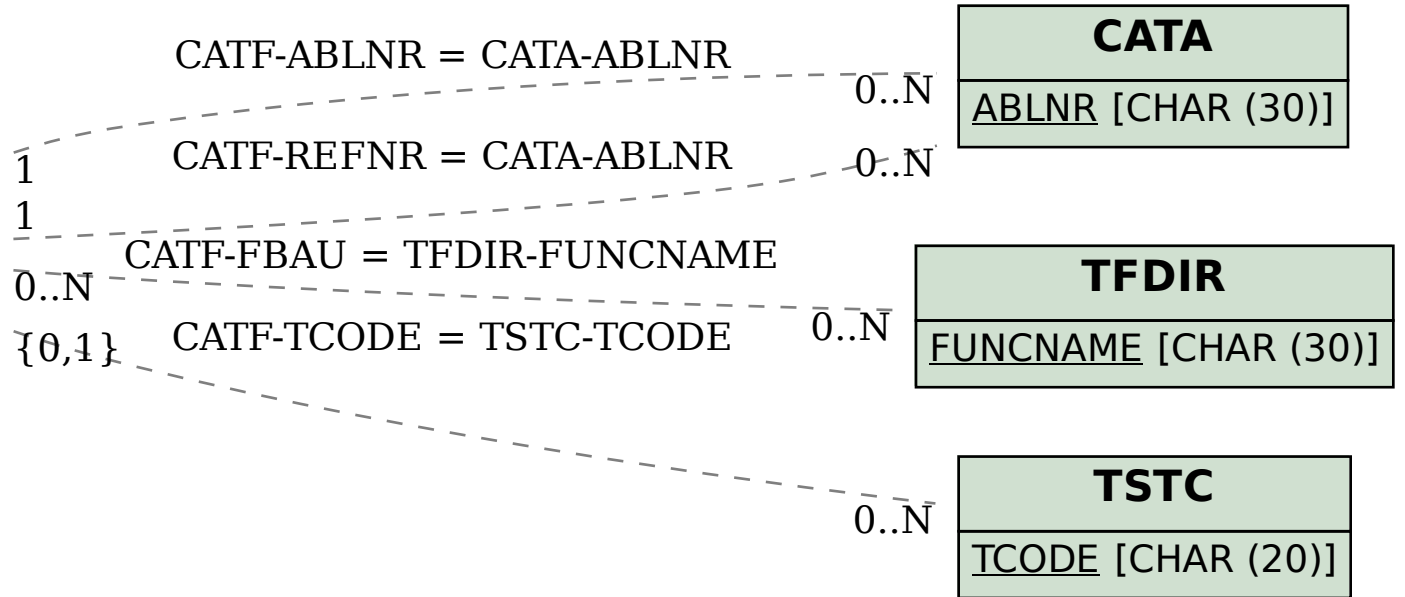 CATA
CATF-ABLNR = CATA-ABLNR
0..N
ABLNR [CHAR (30)]
1
CATF-REFNR = CATA-ABLNR
0..N
1
CATF-FBAU = TFDIR-FUNCNAME
TFDIR
0..N
0..N
{0,1}
CATF-TCODE = TSTC-TCODE
FUNCNAME [CHAR (30)]
TSTC
0..N
TCODE [CHAR (20)]